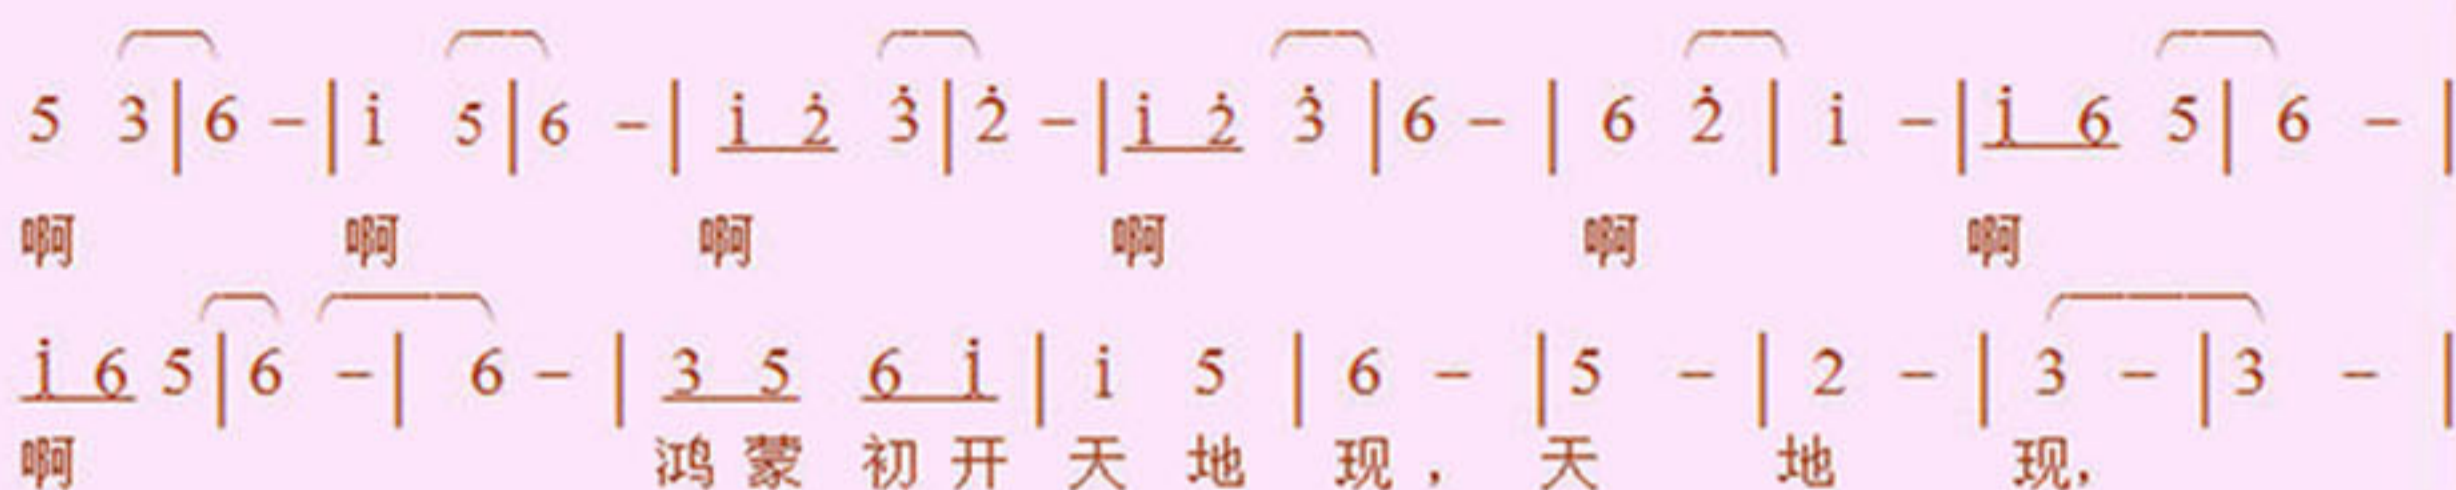 5 3 | 6 - | i 5 | 6 - | i 2̇ 3̇ | 2̇ - | i 2̇ 3̇ | 6 - | 6 2̇ | i - | i 6 5 | 6 - |
啊 啊 啊 啊 啊 啊
i 6 5 | 6 - | 6 - | 3 5 6 i | i 5 | 6 - | 5 - | 2 - | 3 - | 3 - |
啊 鸿 蒙 初 开 天 地 现 , 天 地 现,